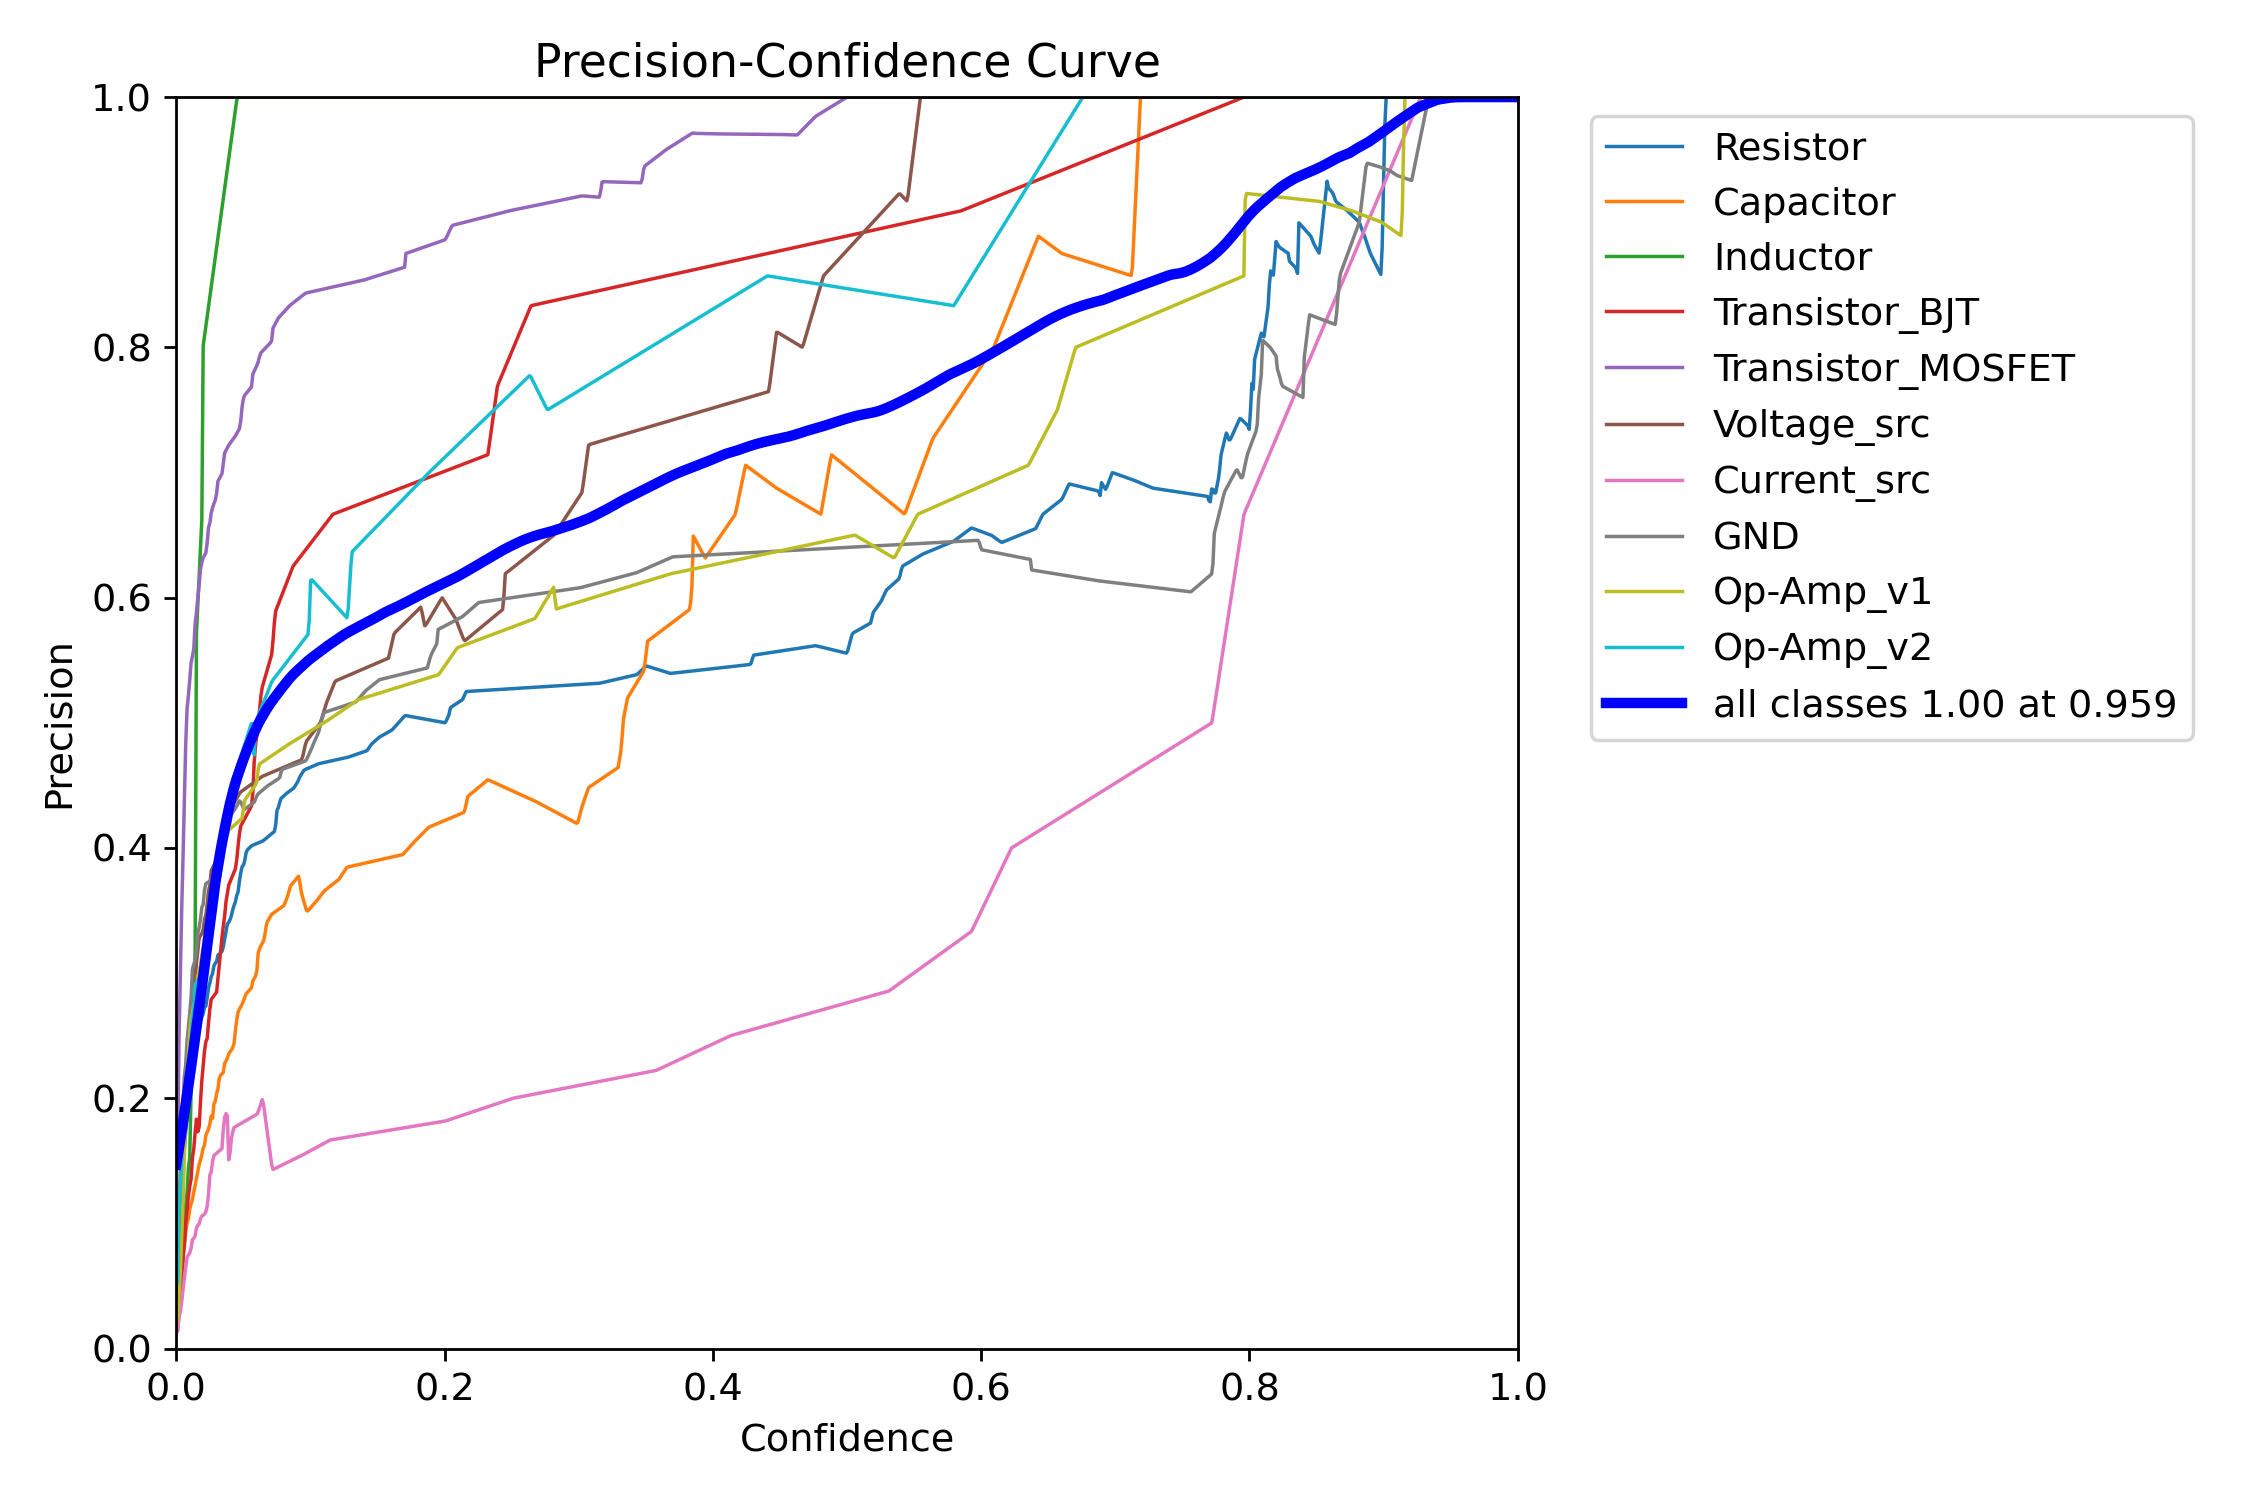 Precision-Confidence Curve
1.0
0.8
0.6
0.4
0.2
0.0
Precision
0.0 0.2 0.4 0.6 0.8 1.0
Confidence
Resistor
Capacitor
Inductor
Transistor_BJT
Transistor_MOSFET
Voltage_src
Current_src
GND
Op-Amp_v1
Op-Amp_v2
all classes 1.00 at 0.959